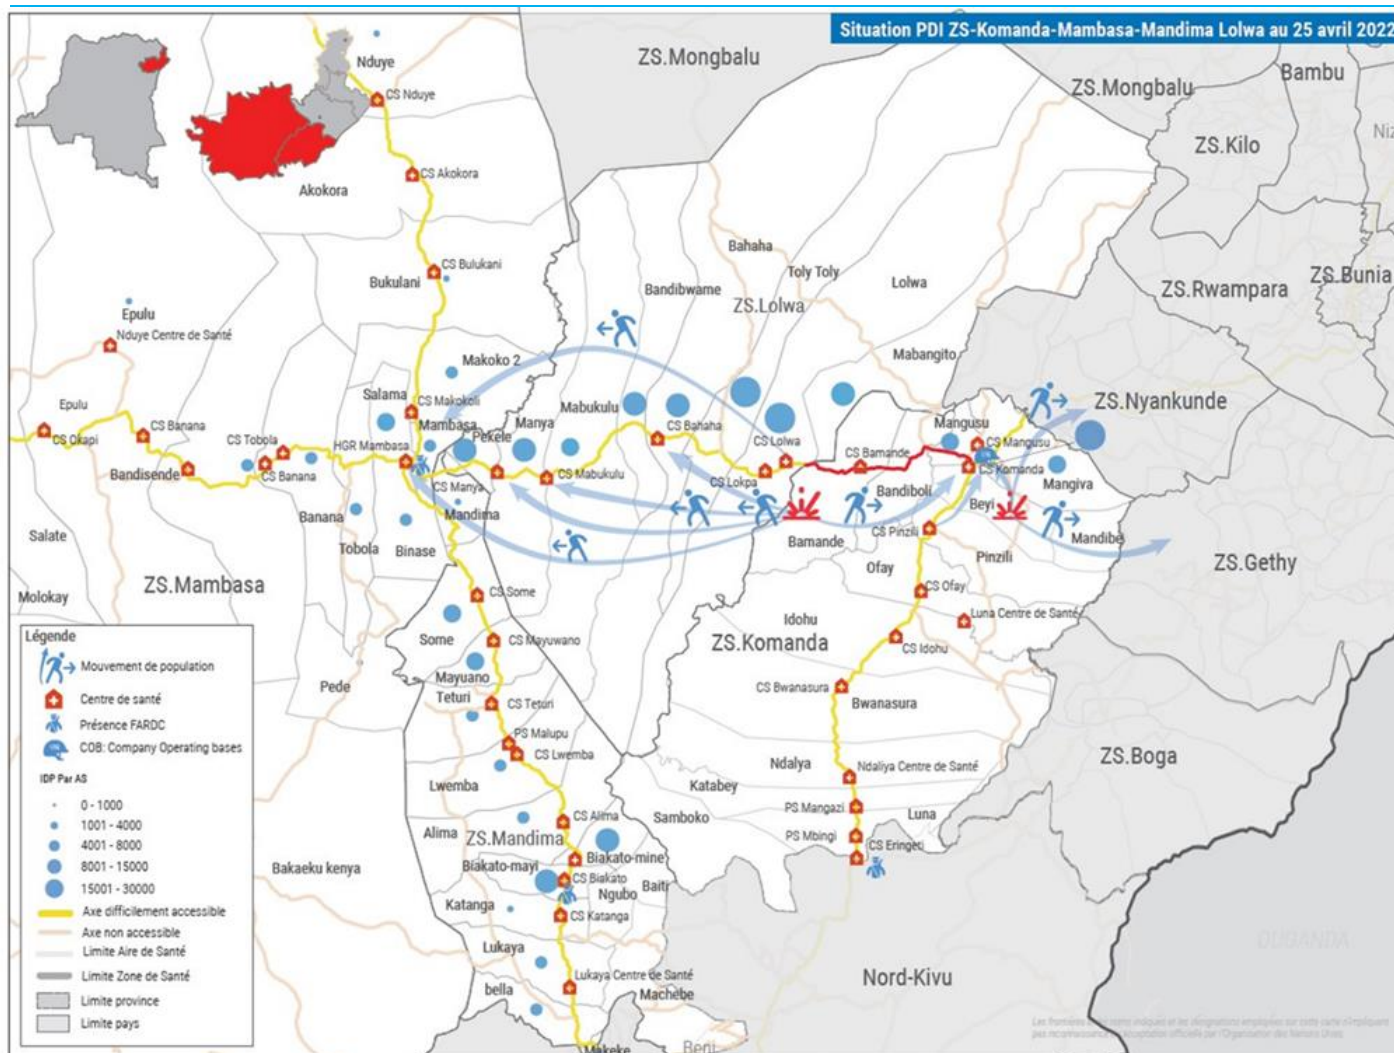 Situation PDI ZS-Komanda-Mambasa-Mandima Lolwa au 25 avril 2022
Nduye
CS Nduye
CS Akokora
Akokora
CS Bulukani
Bukulani
Epulu
Nduye Centre de Santé
Epulu
CS Okapi
CS Banana
Bandisende
CS Tobola
CS Banana
Salama
CS Makokoli
Makoko 2
Mambasa
HGR Mambasa
Pekele
Manya
CS Manya
Mandima
Banana
Tobola
Binase
Salate
Molokay
ZS.Mambasa
ZS.Mongbalu
ZS.Mongbalu
Bambu
ZS.Kilo
ZS.Rwampara
ZS.Bunia
ZS.Nyankunde
ZS.Gethy
ZS.Boga
Bahaha
Toly Toly
Bandibwame
ZS.Lolwa
Lolwa
Mabangito
Mabukulu
CS Bahaha
CS Mabukulu
CS Lolwa
CS Lokpa
CS Bamande
Bamande
Bandiboli
Mangusu
CS Mangusu
CS Komanda
Mangiva
Beyi
CS Pinzili
Pinzili
Ofay
CS Ofay
Luna Centre de Santé
Idohu
CS Idohu
ZS.Komanda
CS Bwanasura
Bwanasura
Ndalya
Ndaliya Centre de Santé
Katabey
Samboko
PS Mangazi
Luna
PS Mbingi
CS Eringeti
Nord-Kivu
OUGANDA
CS Some
Some
CS Mayuwano
Mayuano
Teturi
CS Teturi
Pede
PS Malupu
CS Lwemba
Lwemba
CS Alima
Alima
ZS.Mandima
Biakato-mine
Biakato-mayi
CS Biakato
Ngubo
Baiti
Katanga
CS Katanga
Lukaya
Lukaya Centre de Santé
bella
Machebe
Makeke
Beni
Bakaeku kenya
Légende
Mouvement de population
Centre de santé
Présence FARDC
COB: Company Operating bases
IDP Par AS
0 - 1000
1001 - 4000
4001 - 8000
8001 - 15000
15001 - 30000
Axe difficilement accessible
Axe non accessible
Limite Aire de Santé
Limite Zone de Santé
Limite province
Limite pays